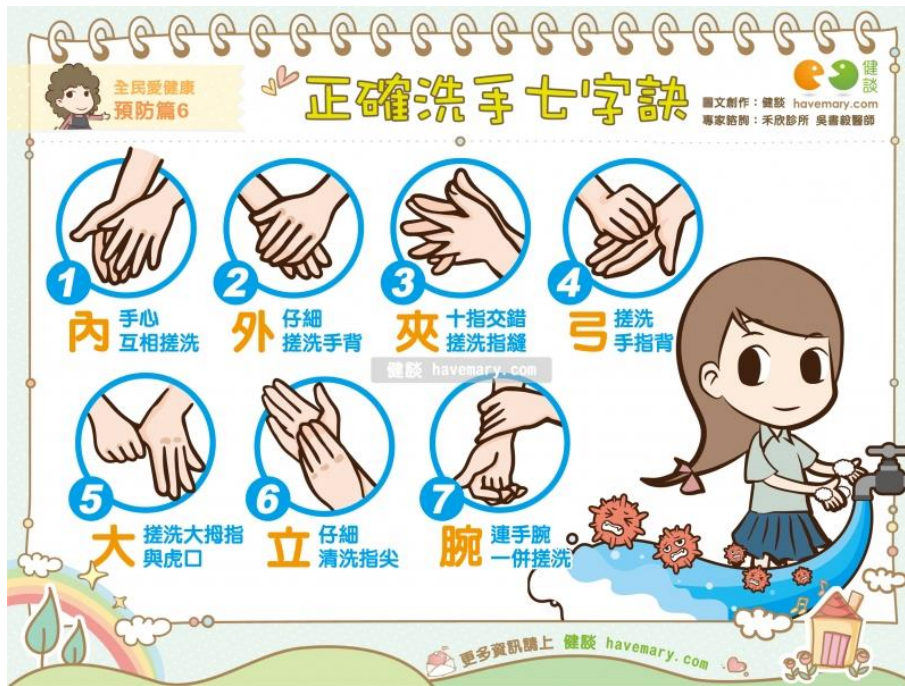 全民愛健康
預防篇6
正確洗手七字訣
健談
圖文創作：健談 havemary.com
專家諮詢：禾欣診所 吳書毅醫師
1
內 手心
互相搓洗
2
外 仔細
搓洗手背
3
夾 十指交錯
搓洗指縫
4
弓 搓洗
手指背
健談 havemary.com
5
大 搓洗大拇指
與虎口
6
立 仔細
清洗指尖
7
腕 連手腕
一併搓洗
更多資訊請上 健談 havemary.com